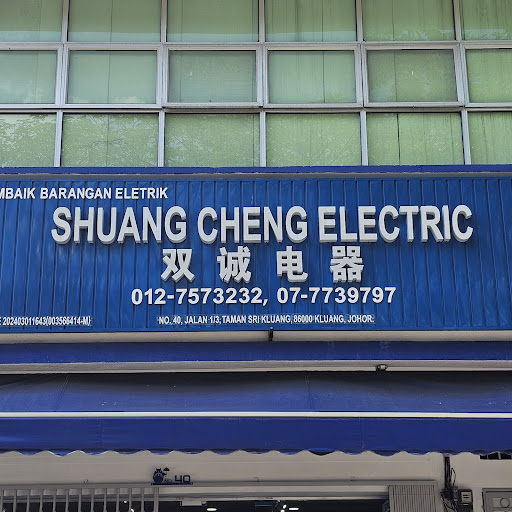 BARANGAN ELETRIK
SHUANG CHENG ELECTRIC
双诚电器
012-7573232, 07-7739797
202403011643(003566414-M)
NO. 40, JALAN 1/3, TAMAN SRI KLUANG, 86000 KLUANG, JOHOR.
40